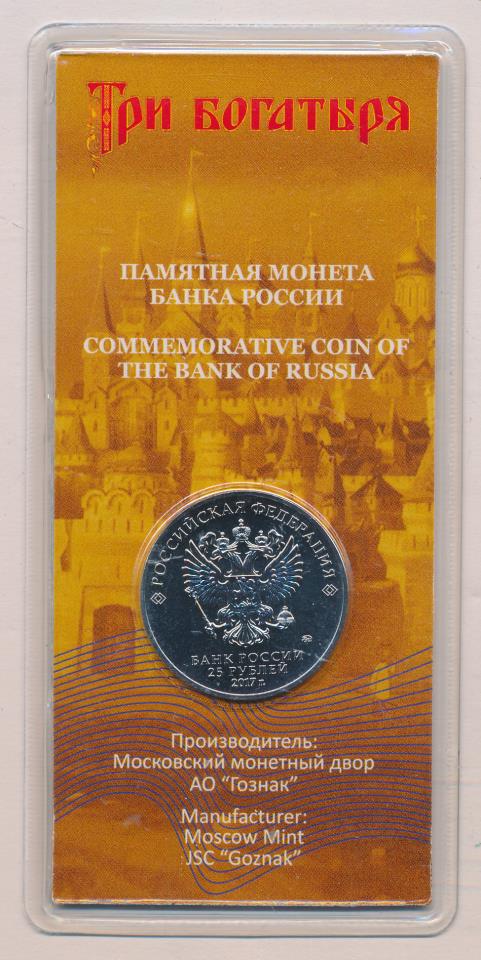 Три богатыря
ПАМЯТНАЯ МОНЕТА
БАНКА РОССИИ
COMMEMORATIVE COIN OF
THE BANK OF RUSSIA
РОССИЙСКАЯ ФЕДЕРАЦИЯ
БАНК РОССИИ
25 РУБЛЕЙ
2017 г.
Производитель:
Московский монетный двор
АО "Гознак"
Manufacturer:
Moscow Mint
JSC "Goznak"